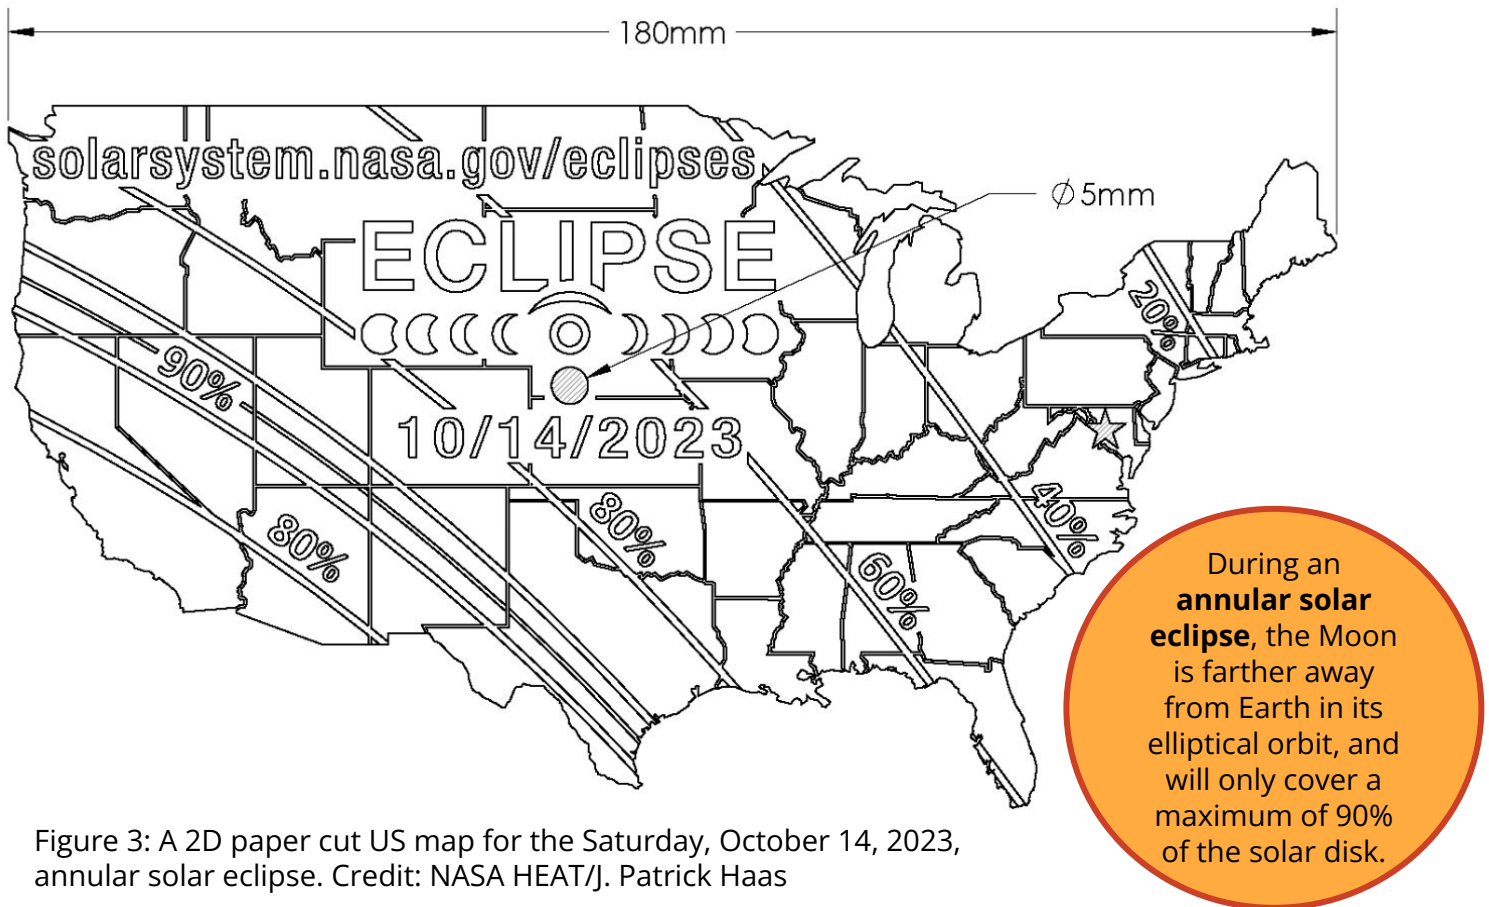 180mm
solarsystem.nasa.gov/eclipses
∅5mm
ECLIPSE
20%
90%
10/14/2023
80%
80%
40%
60%
During an
annular solar
eclipse, the Moon
is farther away
from Earth in its
elliptical orbit, and
will only cover a
maximum of 90%
of the solar disk.
Figure 3: A 2D paper cut US map for the Saturday, October 14, 2023,
annular solar eclipse. Credit: NASA HEAT/J. Patrick Haas